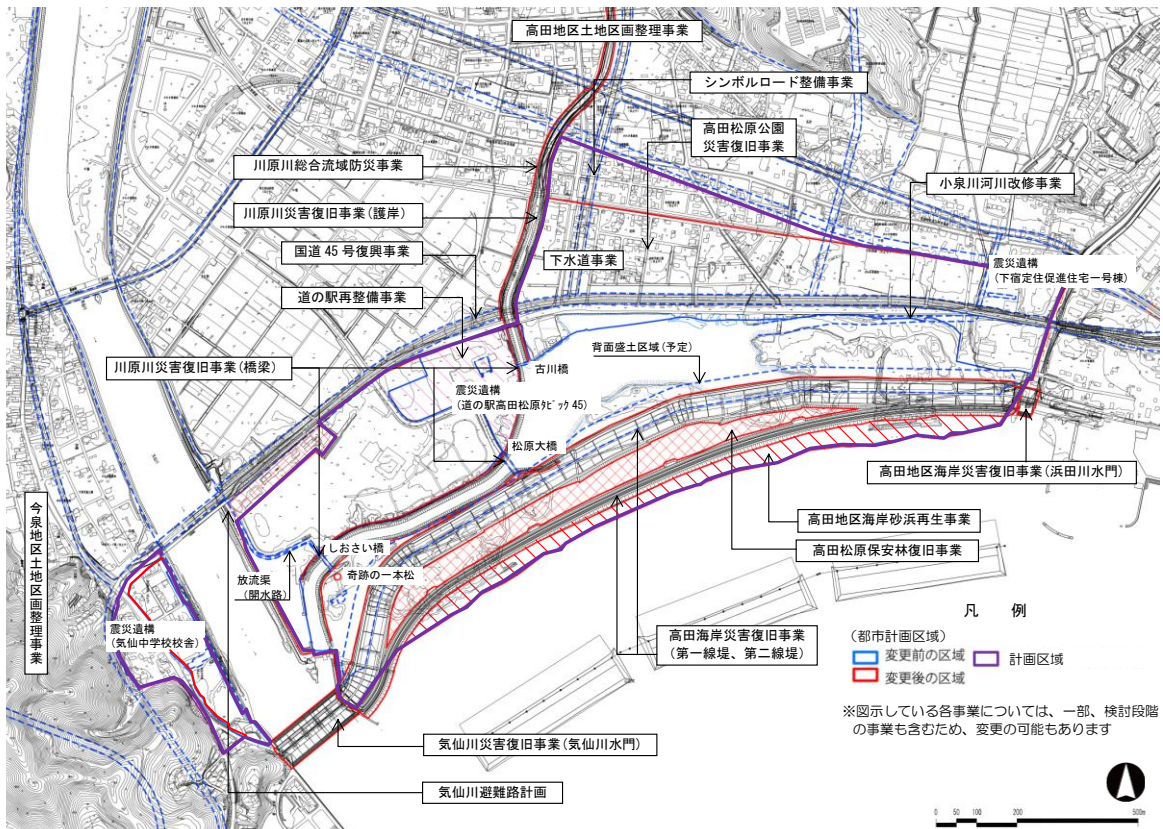 高田地区土地区画整理事業
シンボルロード整備事業
高田松原公園
災害復旧事業
川原川総合流域防災事業
小泉川河川改修事業
川原川災害復旧事業(護岸)
国道45号復興事業
下水道事業
震災遺構
(下宿定住促進住宅一号棟)
道の駅再整備事業
背面盛土区域(予定)
川原川災害復旧事業(橋梁)
古川橋
震災遺構
(道の駅高田松原タピック45)
松原大橋
高田地区海岸災害復旧事業(浜田川水門)
今泉地区土地区画整理事業
高田地区海岸砂浜再生事業
しおさい橋
高田松原保安林復旧事業
奇跡の一本松
放流渠
(開水路)
凡 例
震災遺構
(気仙中学校校舎)
高田海岸災害復旧事業
(第一線堤、第二線堤)
(都市計画区域)
変更前の区域
計画区域
変更後の区域
※図示している各事業については、一部、検討段階
の事業も含むため、変更の可能もあります
気仙川災害復旧事業(気仙川水門)
気仙川避難路計画
0 50 100 200 500m